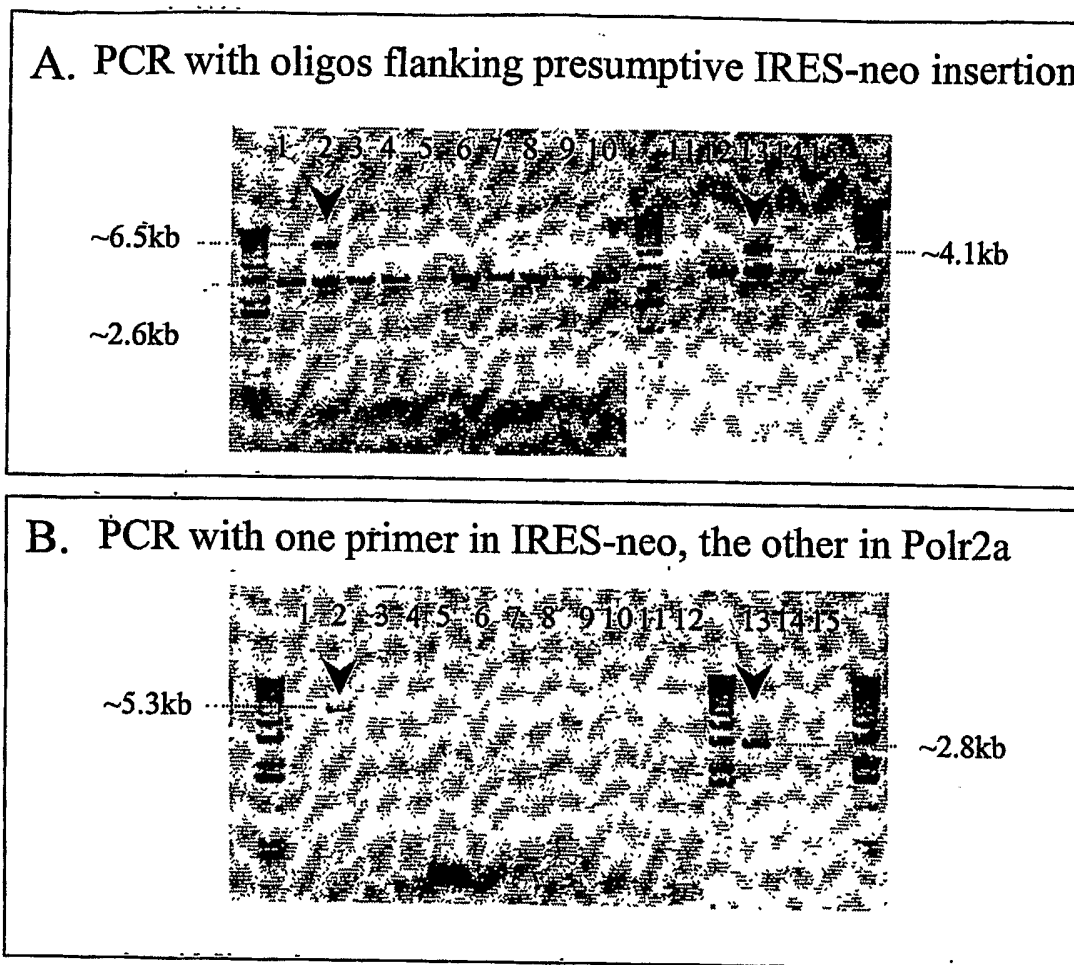 A. PCR with oligos flanking presumptive IRES-neo insertion
1 2 3 4 5 6 7 8 9 10 11 12 13 14 15
~6.5kb
~4.1kb
~2.6kb
B. PCR with one primer in IRES-neo, the other in Polr2a
1 2 3 4 5 6 7 8 9 10 11 12 13 14 15
~5.3kb
~2.8kb